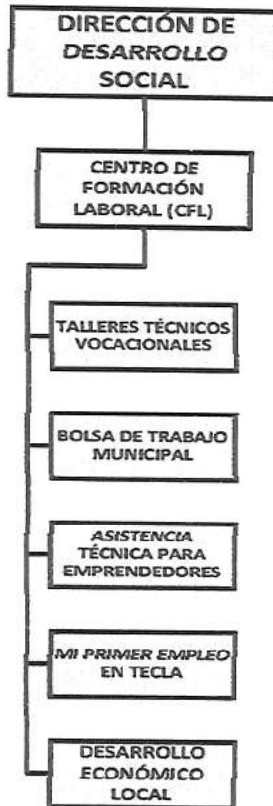 DIRECCIÓN DE
DESARROLLO
SOCIAL
CENTRO DE
FORMACIÓN
LABORAL (CFL)
TALLERES TÉCNICOS
VOCACIONALES
BOLSA DE TRABAJO
MUNICIPAL
ASISTENCIA
TÉCNICA PARA
EMPRENDEDORES
MI PRIMER EMPLEO
EN TECLA
DESARROLLO
ECONÓMICO
LOCAL